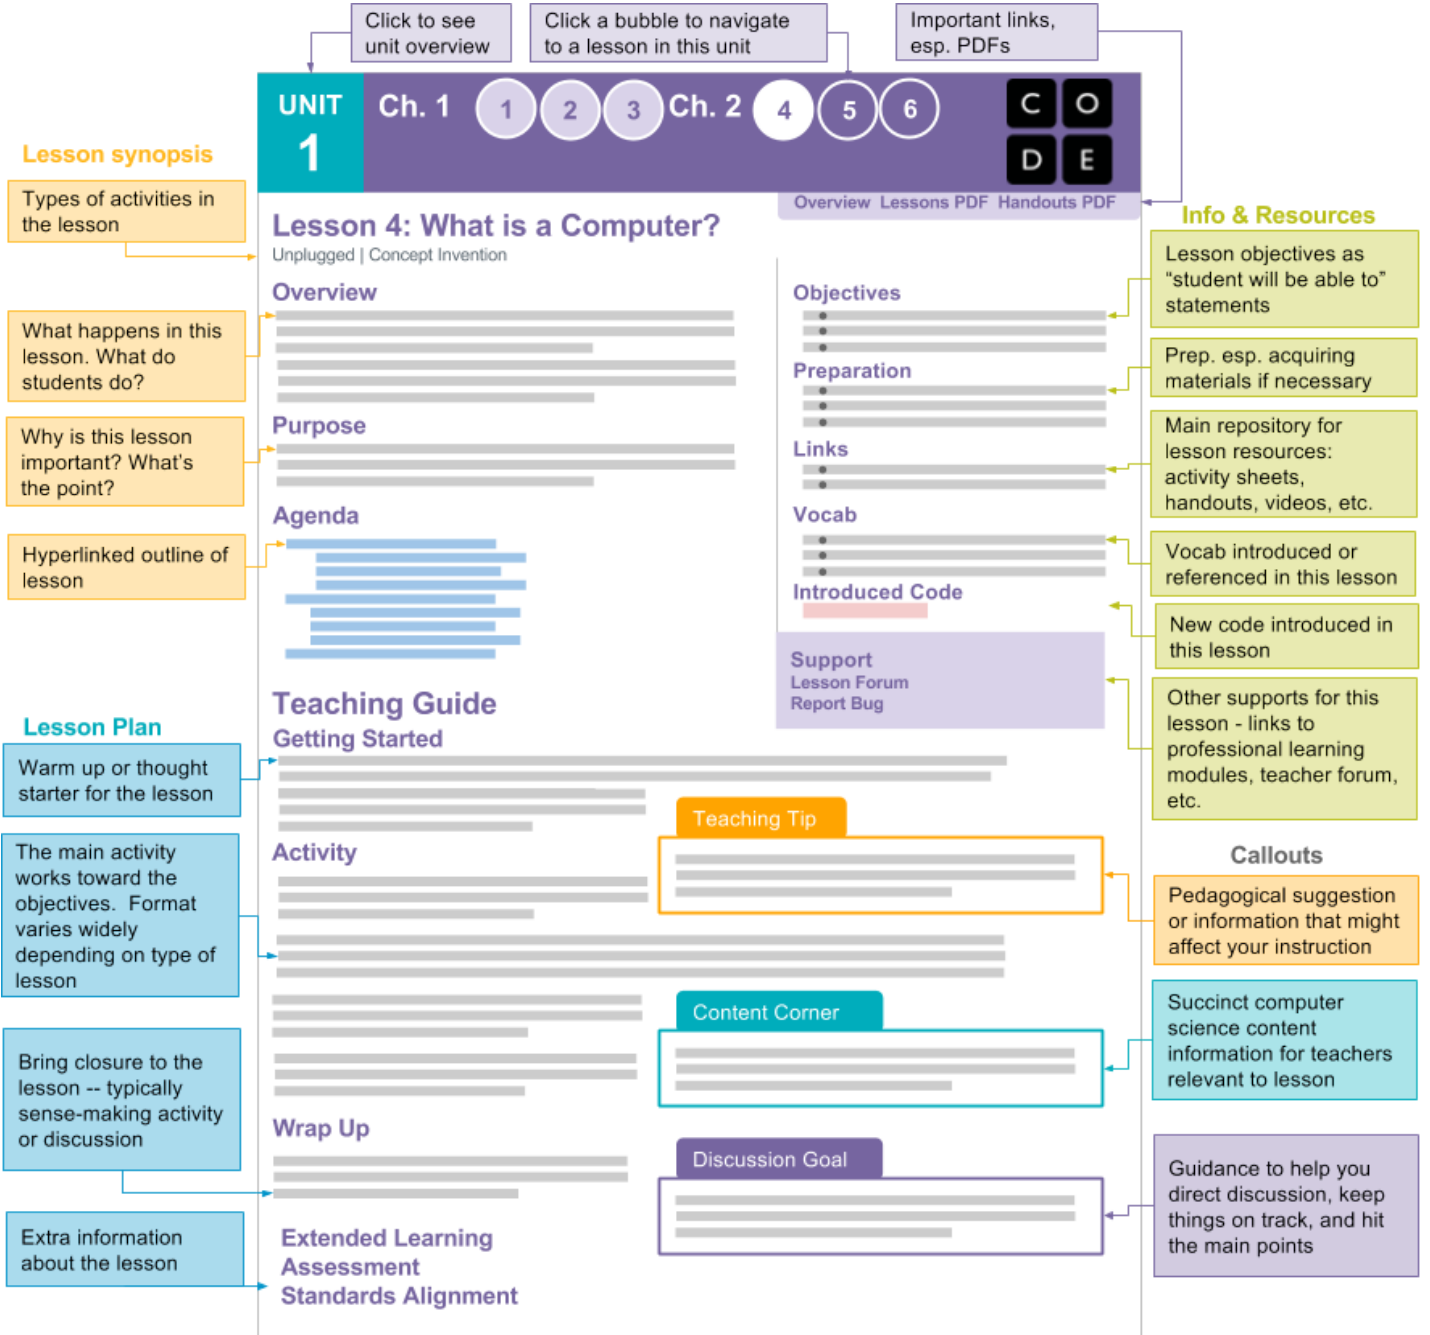 Click to see
unit overview
Click a bubble to navigate
to a lesson in this unit
Important links,
esp. PDFs
UNIT
1
Ch. 1
1
2
3
Ch. 2
4
5
6
C O
D E
Overview Lessons PDF Handouts PDF
Lesson synopsis
Types of activities in
the lesson
What happens in this
lesson. What do
students do?
Why is this lesson
important? What's
the point?
Hyperlinked outline of
lesson
Lesson 4: What is a Computer?
Unplugged | Concept Invention
Overview
Purpose
Agenda
Objectives
Preparation
Links
Vocab
Introduced Code
Support
Lesson Forum
Report Bug
Info & Resources
Lesson objectives as
“student will be able to”
statements
Prep. esp. acquiring
materials if necessary
Main repository for
lesson resources:
activity sheets,
handouts, videos, etc.
Vocab introduced or
referenced in this lesson
New code introduced in
this lesson
Other supports for this
lesson - links to
professional learning
modules, teacher forum,
etc.
Lesson Plan
Warm up or thought
starter for the lesson
The main activity
works toward the
objectives.  Format
varies widely
depending on type of
lesson
Bring closure to the
lesson -- typically
sense-making activity
or discussion
Extra information
about the lesson
Teaching Guide
Getting Started
Activity
Wrap Up
Extended Learning
Assessment
Standards Alignment
Teaching Tip
Content Corner
Discussion Goal
Callouts
Pedagogical suggestion
or information that might
affect your instruction
Succinct computer
science content
information for teachers
relevant to lesson
Guidance to help you
direct discussion, keep
things on track, and hit
the main points